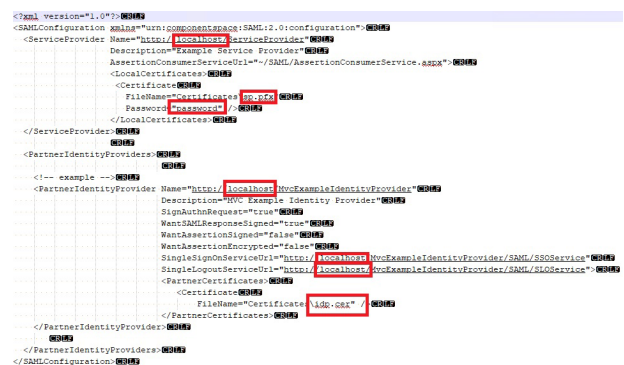 <?xml version="1.0"?>CRLF
<SAMLConfiguration xmlns="urn:componentspace:SAML:2.0:configuration">CRLF
<ServiceProvider Name="http://localhost/ServiceProvider"CRLF
Description="Example Service Provider"CRLF
AssertionConsumerServiceUrl="~/SAML/AssertionConsumerService.aspx">CRLF
<LocalCertificates>CRLF
<CertificateCRLF
FileName="Certificates\sp.pfx"CRLF
Password="password" />CRLF
</LocalCertificates>CRLF
</ServiceProvider>CRLF
CRLF
<PartnerIdentityProviders>CRLF
CRLF
<!-- example -->CRLF
<PartnerIdentityProvider Name="http://localhost/MvcExampleIdentityProvider"CRLF
Description="MVC Example Identity Provider"CRLF
SignAuthnRequest="true"CRLF
WantSAMLResponseSigned="true"CRLF
WantAssertionSigned="false"CRLF
WantAssertionEncrypted="false"CRLF
SingleSignOnServiceUrl="http://localhost/MvcExampleIdentityProvider/SAML/SSOService"CRLF
SingleLogoutServiceUrl="http://localhost/MvcExampleIdentityProvider/SAML/SLOService">CRLF
<PartnerCertificates>CRLF
<CertificateCRLF
FileName="Certificates\idp.cer" />CRLF
</PartnerCertificates>CRLF
</PartnerIdentityProvider>CRLF
CRLF
</PartnerIdentityProviders>CRLF
</SAMLConfiguration>CRLF